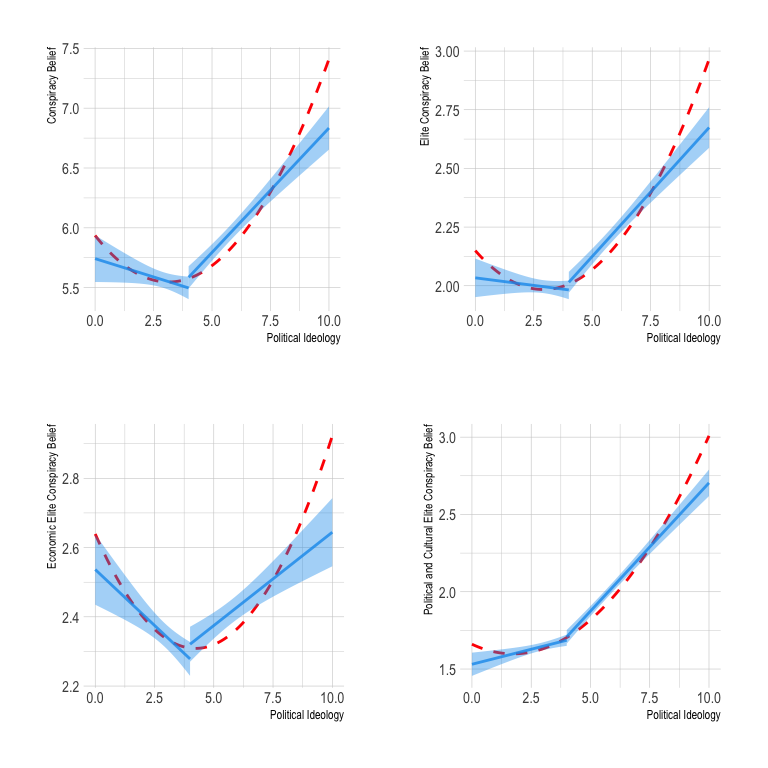 Conspiracy Belief
7.5
7.0
6.5
6.0
5.5
0.0 2.5 5.0 7.5 10.0
Political Ideology
Elite Conspiracy Belief
3.00
2.75
2.50
2.25
2.00
0.0 2.5 5.0 7.5 10.0
Political Ideology
Economic Elite Conspiracy Belief
2.8
2.6
2.4
2.2
0.0 2.5 5.0 7.5 10.0
Political Ideology
Political and Cultural Elite Conspiracy Belief
3.0
2.5
2.0
1.5
0.0 2.5 5.0 7.5 10.0
Political Ideology